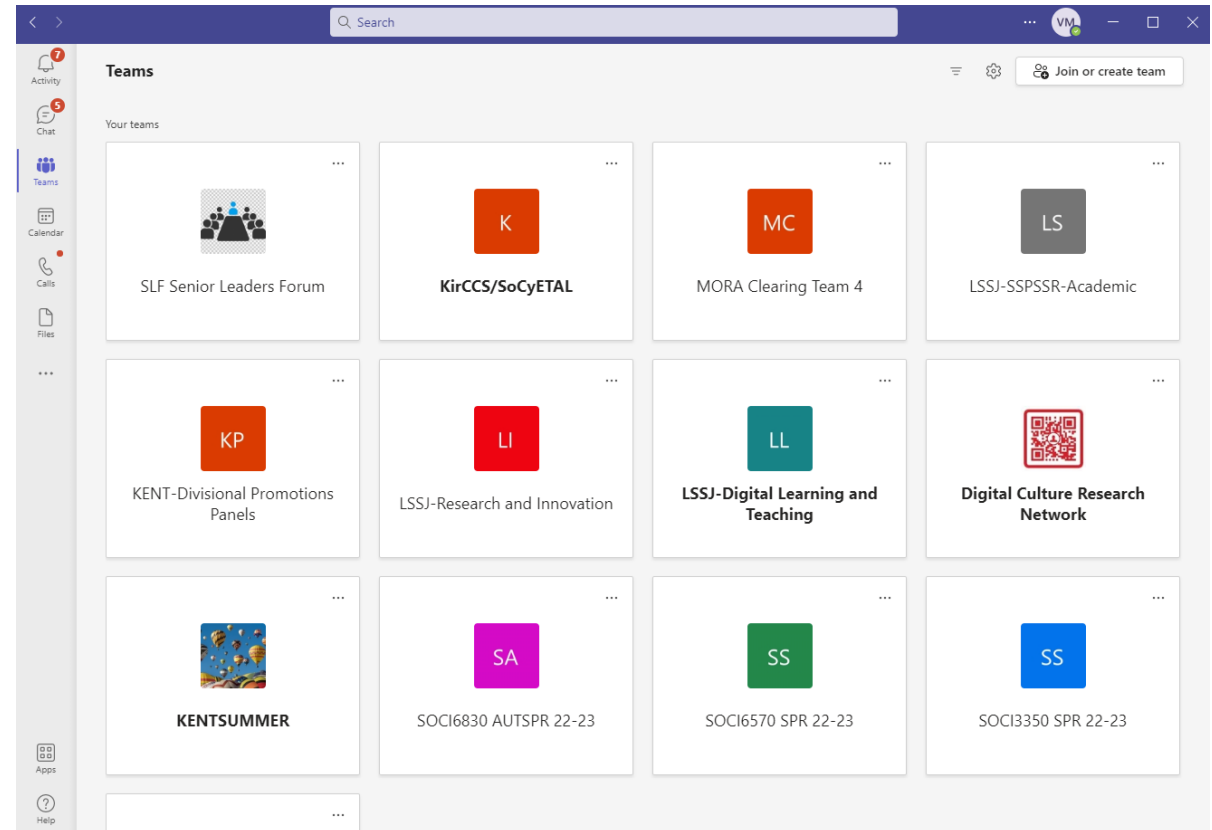 Search
VM
7
Activity
5
Chat
Teams
Calendar
Calls
Files
Apps
Help
Teams
Join or create team
Your teams
SLF Senior Leaders Forum
K
KirCCS/SoCyETAL
MC
MORA Clearing Team 4
LS
LSSJ-SSPSSR-Academic
KP
KENT-Divisional Promotions
Panels
LI
LSSJ-Research and Innovation
LL
LSSJ-Digital Learning and
Teaching
Digital Culture Research
Network
KENTSUMMER
SA
SOCI6830 AUTSPR 22-23
SS
SOCI6570 SPR 22-23
SS
SOCI3350 SPR 22-23